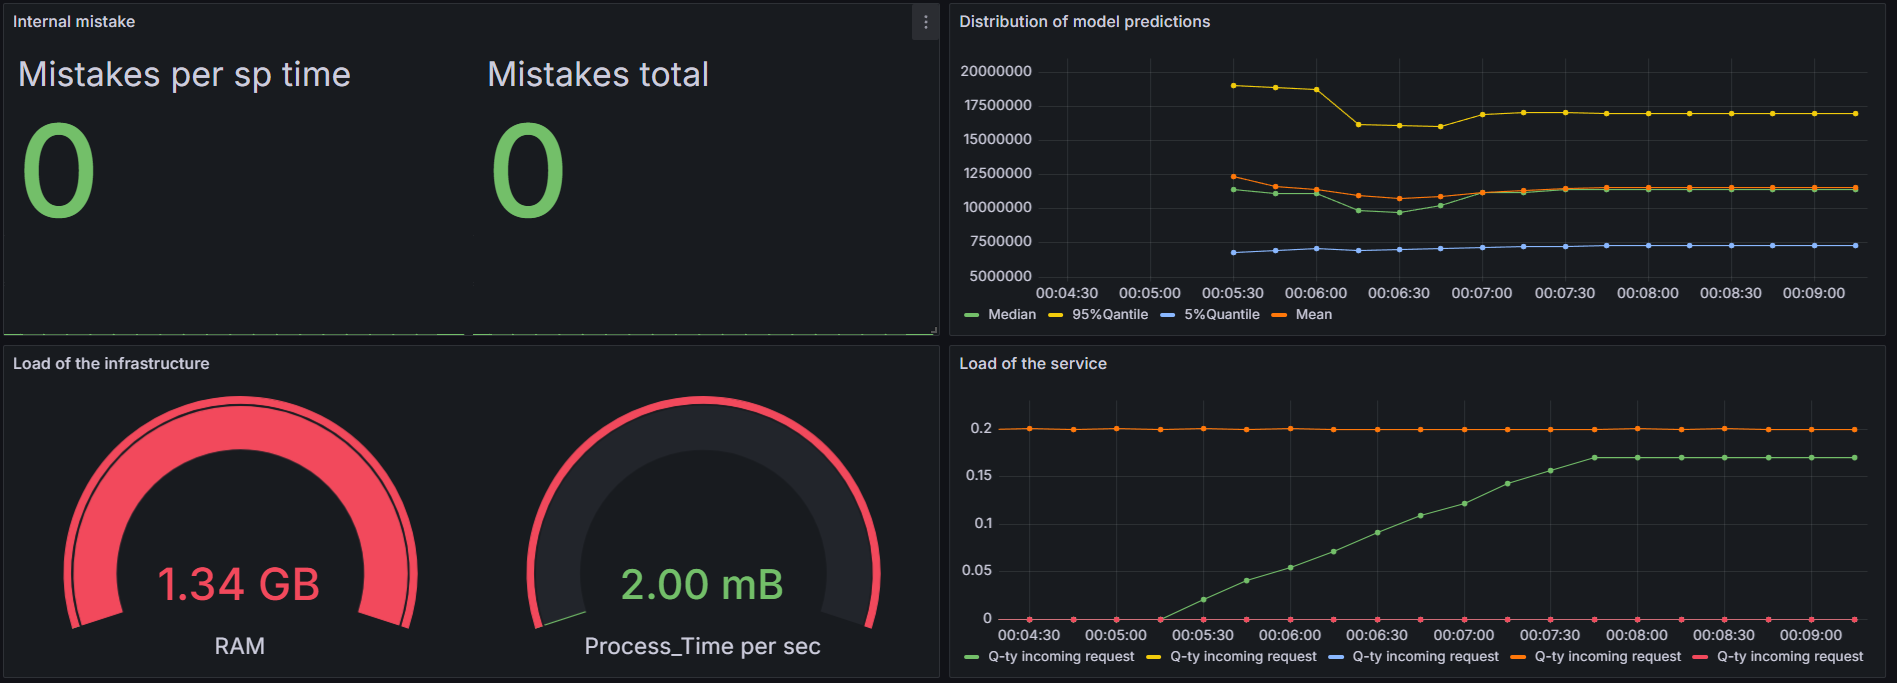 Internal mistake
Mistakes per sp time
Mistakes total
0
0
Distribution of model predictions
20000000
17500000
15000000
12500000
10000000
7500000
5000000
00:04:30 00:05:00 00:05:30 00:06:00 00:06:30 00:07:00 00:07:30 00:08:00 00:08:30 00:09:00
Median 95%Qantile 5%Quantile Mean
Load of the infrastructure
1.34 GB
RAM
2.00 mB
Process_Time per sec
Load of the service
0.2
0.15
0.1
0.05
0
00:04:30 00:05:00 00:05:30 00:06:00 00:06:30 00:07:00 00:07:30 00:08:00 00:08:30 00:09:00
Q-ty incoming request Q-ty incoming request Q-ty incoming request Q-ty incoming request Q-ty incoming request